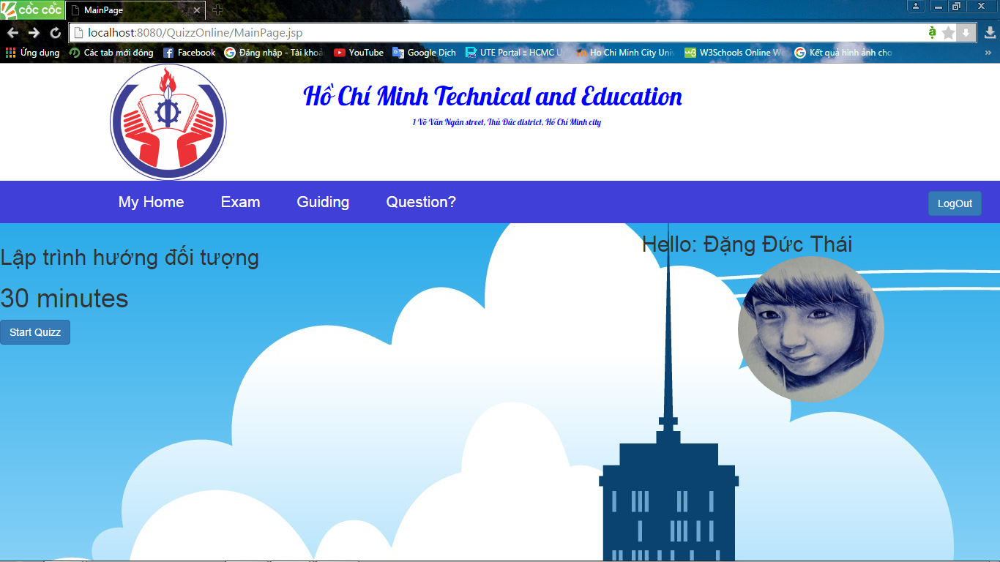 cốc cốc
MainPage
localhost:8080/QuizzOnline/MainPage.jsp
Ứng dụng
Các tab mới đóng
Facebook
Đăng nhập - Tài khoả
YouTube
Google Dịch
UTE Portal :: HCMC U
Ho Chi Minh City Univ
W3Schools Online We
Kết quả hình ảnh cho
»
Hồ Chí Minh Technical and Education
1 Võ Văn Ngân street, Thủ Đức district, Hồ Chí Minh city
My Home
Exam
Guiding
Question?
LogOut
Hello: Đặng Đức Thái
Lập trình hướng đối tượng
30 minutes
Start Quizz